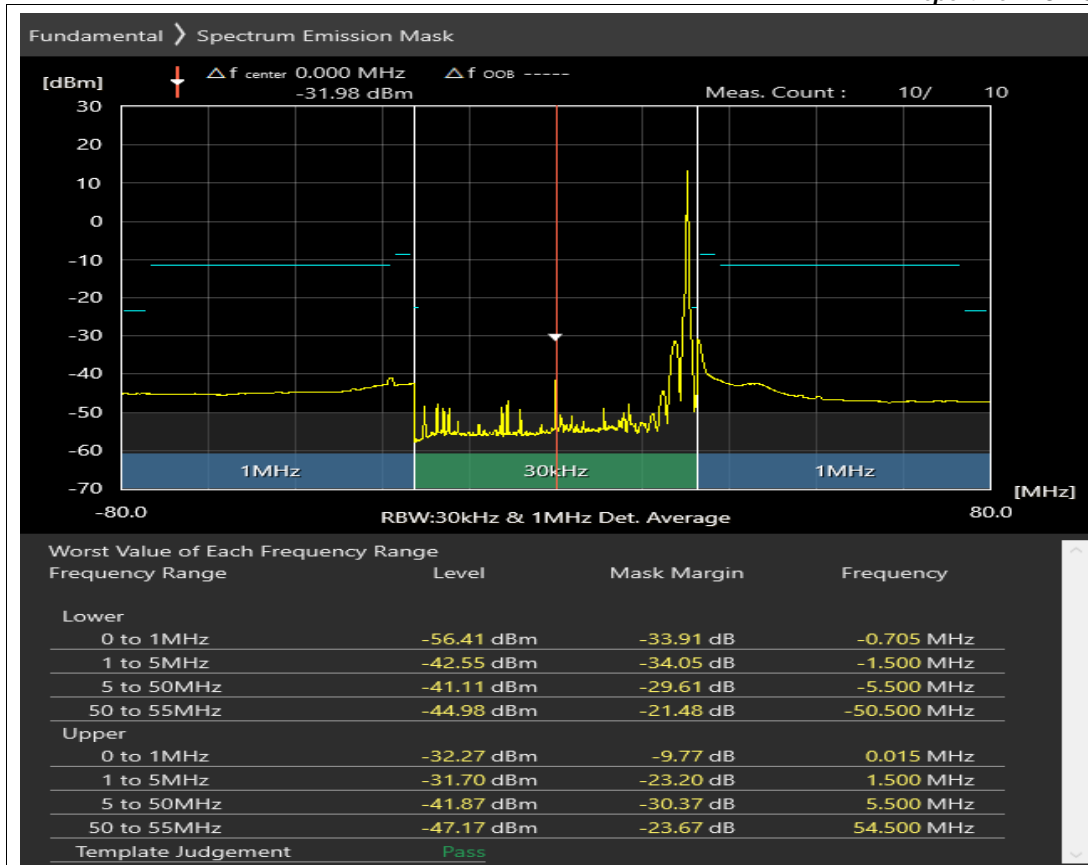 Fundamental 》 Spectrum Emission Mask
[dBm] Δf center 0.000 MHz Δf OOB -----
-31.98 dBm Meas. Count : 10/ 10
30
20
10
0
-10
-20
-30
-40
-50
-60
1MHz 30kHz 1MHz
-70
[MHz]
-80.0 RBW:30kHz & 1MHz Det. Average 80.0
Worst Value of Each Frequency Range
Frequency Range Level Mask Margin Frequency
Lower
0 to 1MHz -56.41 dBm -33.91 dB -0.705 MHz
1 to 5MHz -42.55 dBm -34.05 dB -1.500 MHz
5 to 50MHz -41.11 dBm -29.61 dB -5.500 MHz
50 to 55MHz -44.98 dBm -21.48 dB -50.500 MHz
Upper
0 to 1MHz -32.27 dBm -9.77 dB 0.015 MHz
1 to 5MHz -31.70 dBm -23.20 dB 1.500 MHz
5 to 50MHz -41.87 dBm -30.37 dB 5.500 MHz
50 to 55MHz -47.17 dBm -23.67 dB 54.500 MHz
Template Judgement Pass